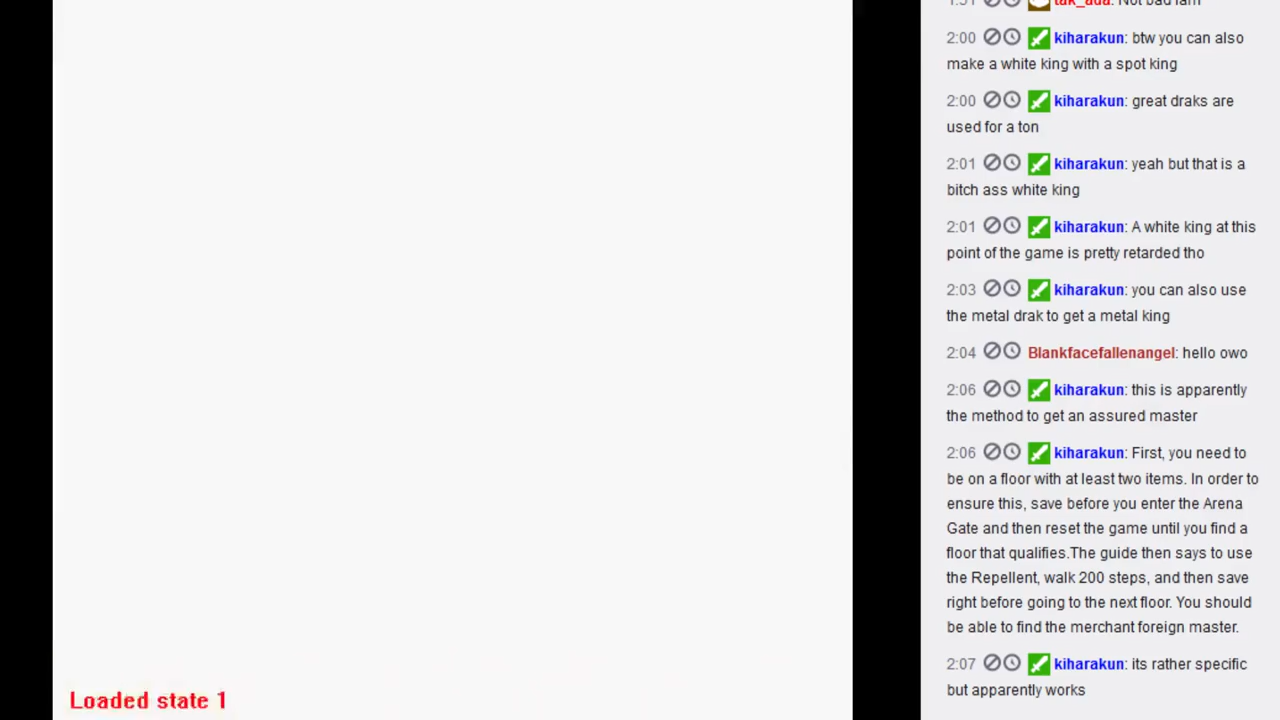 1:51 tak_ada: Not bad fam
2:00 kiharakun: btw you can also
make a white king with a spot king
2:00 kiharakun: great draks are
used for a ton
2:01 kiharakun: yeah but that is a
bitch ass white king
2:01 kiharakun: A white king at this
point of the game is pretty retarded tho
2:03 kiharakun: you can also use
the metal drak to get a metal king
2:04 Blankfacefallenangel: hello owo
2:06 kiharakun: this is apparently
the method to get an assured master
2:06 kiharakun: First, you need to
be on a floor with at least two items. In order to
ensure this, save before you enter the Arena
Gate and then reset the game until you find a
floor that qualifies.The guide then says to use
the Repellent, walk 200 steps, and then save
right before going to the next floor. You should
be able to find the merchant foreign master.
2:07 kiharakun: its rather specific
but apparently works
Loaded state 1